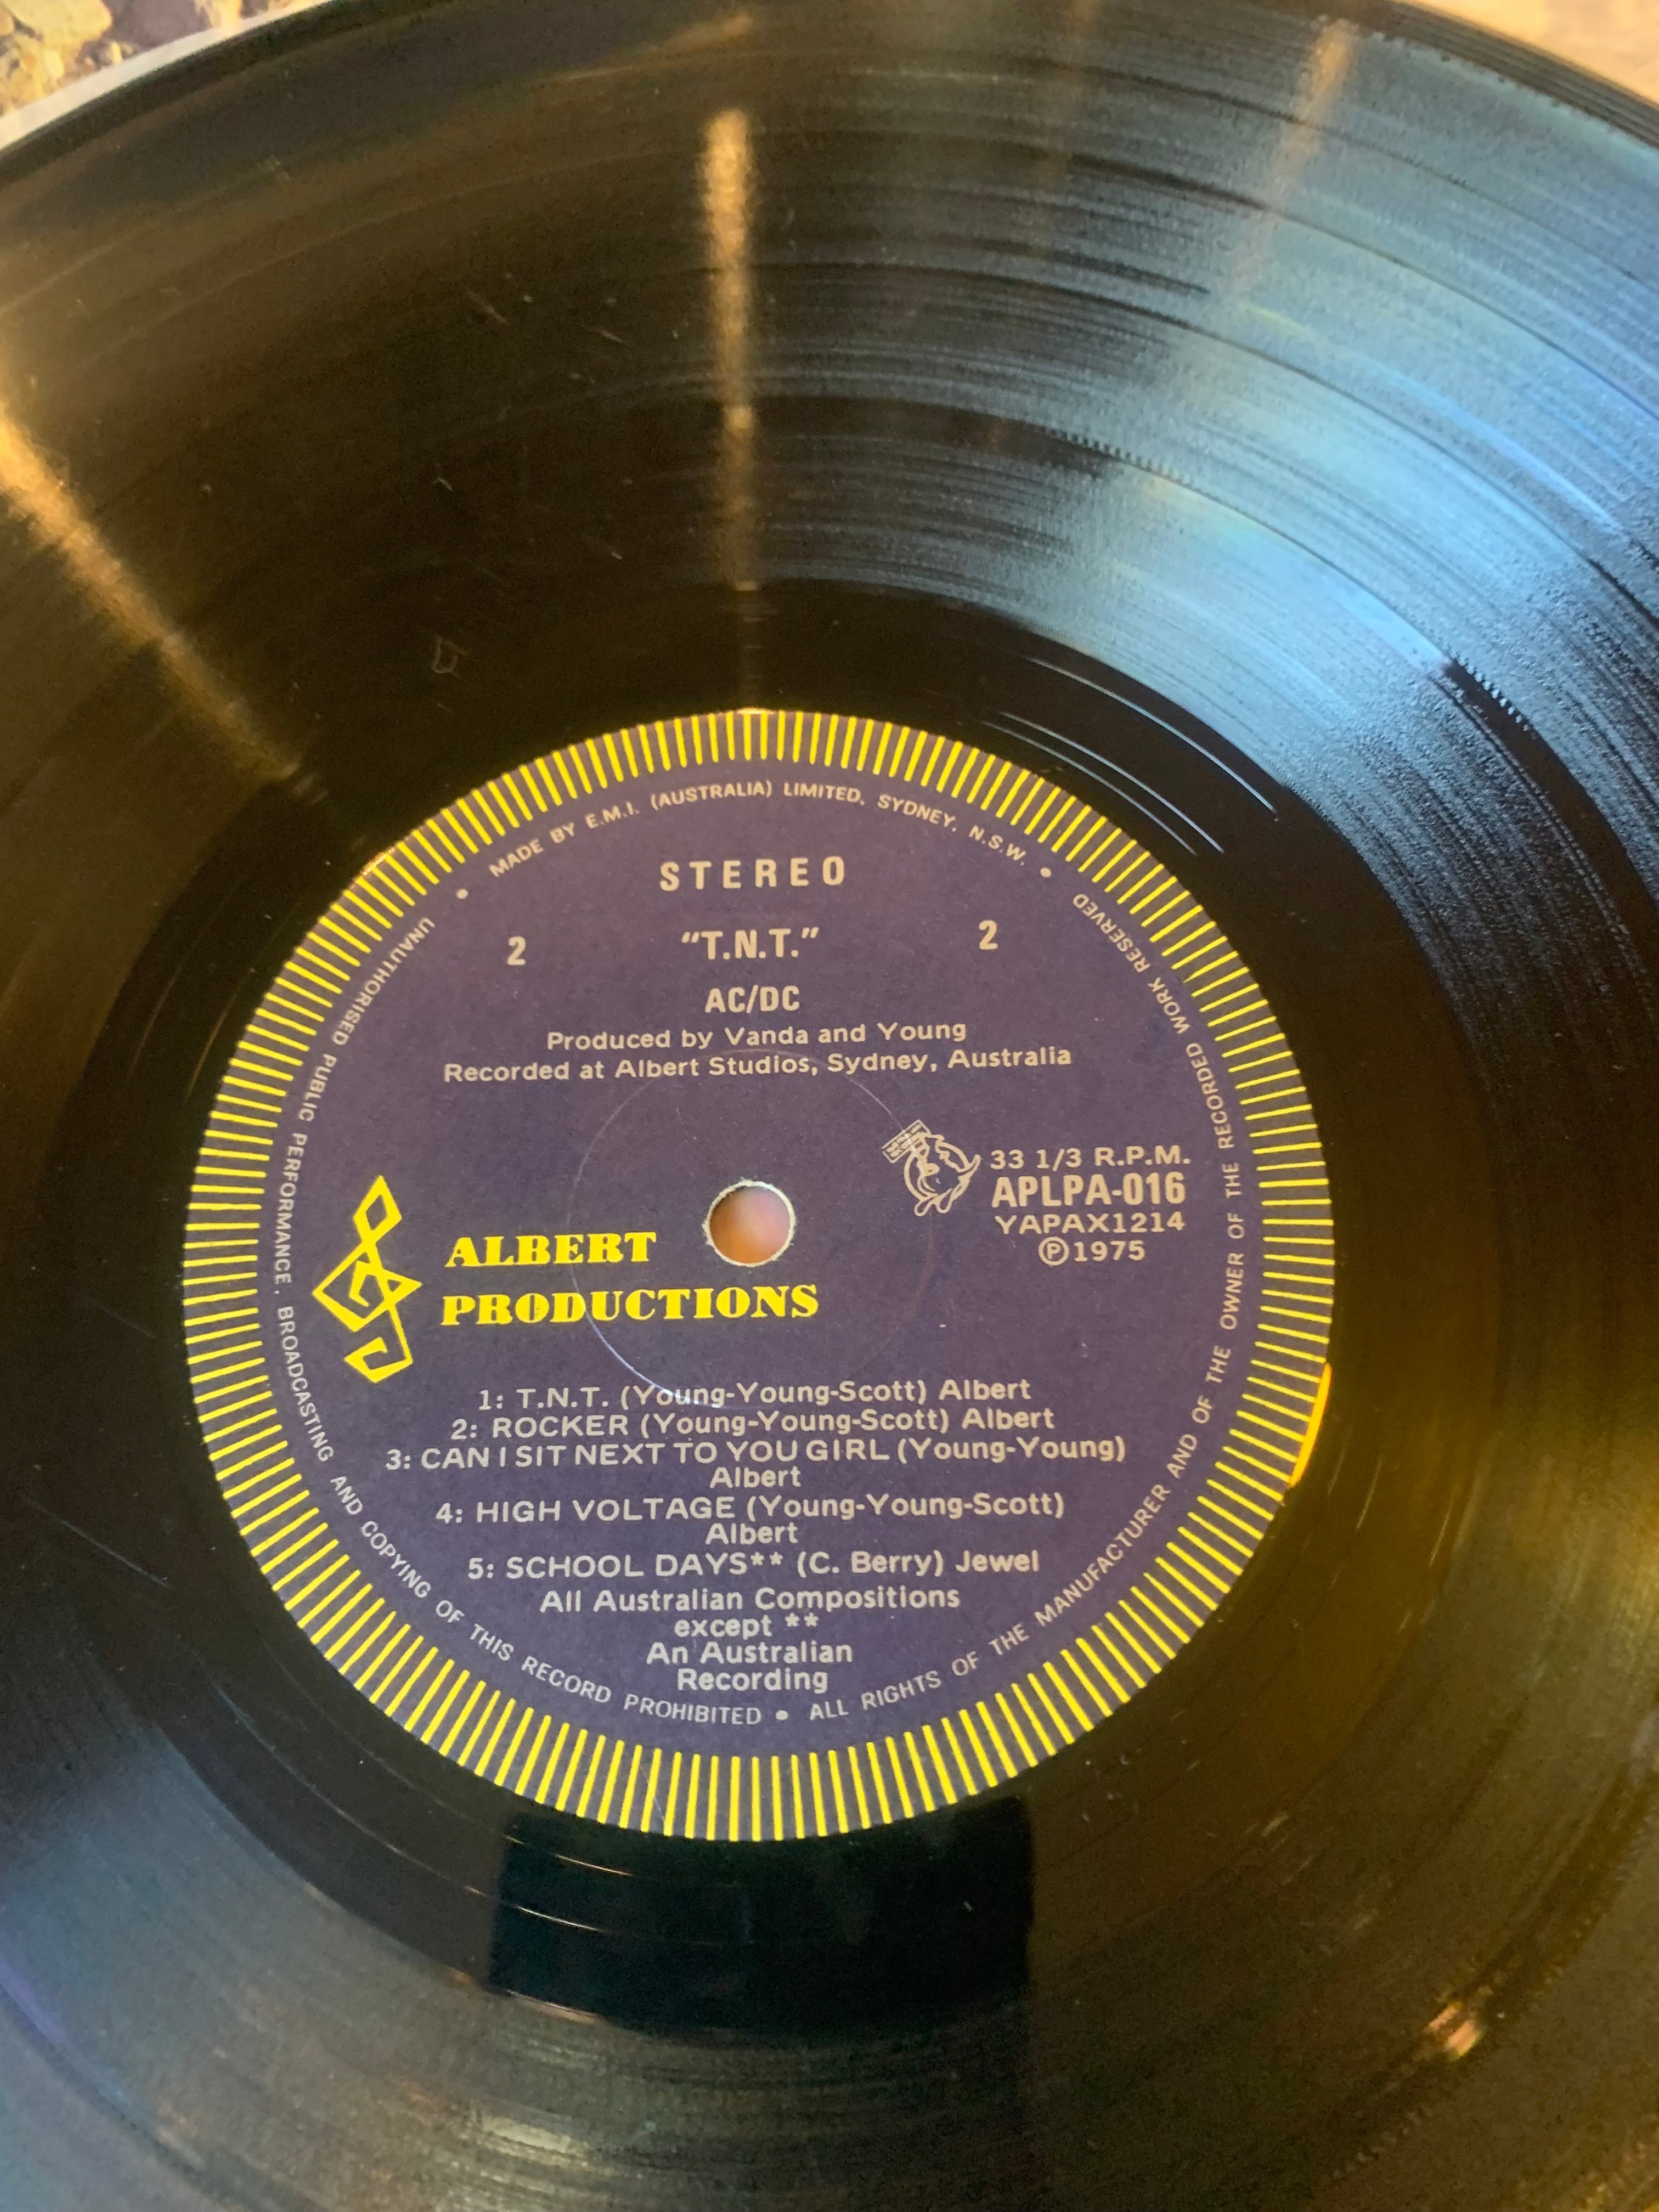 MADE BY E.M.I. (AUSTRALIA) LIMITED, SYDNEY, N.S.W. •
STEREO
2 "T.N.T." 2
AC/DC
Produced by Vanda and Young
Recorded at Albert Studios, Sydney, Australia
33 1/3 R.P.M.
APLPA-016
YAPAX1214
Ⓟ1975
ALBERT
PRODUCTIONS
1: T.N.T. (Young-Young-Scott) Albert
2: ROCKER (Young-Young-Scott) Albert
3: CAN I SIT NEXT TO YOU GIRL (Young-Young)
Albert
4: HIGH VOLTAGE (Young-Young-Scott)
Albert
5: SCHOOL DAYS** (C. Berry) Jewel
All Australian Compositions
except **
An Australian
Recording
UNAUTHORISED PUBLIC PERFORMANCE, BROADCASTING AND COPYING OF THIS RECORD PROHIBITED • ALL RIGHTS OF THE MANUFACTURER AND OF THE OWNER OF THE RECORDED WORK RESERVED •